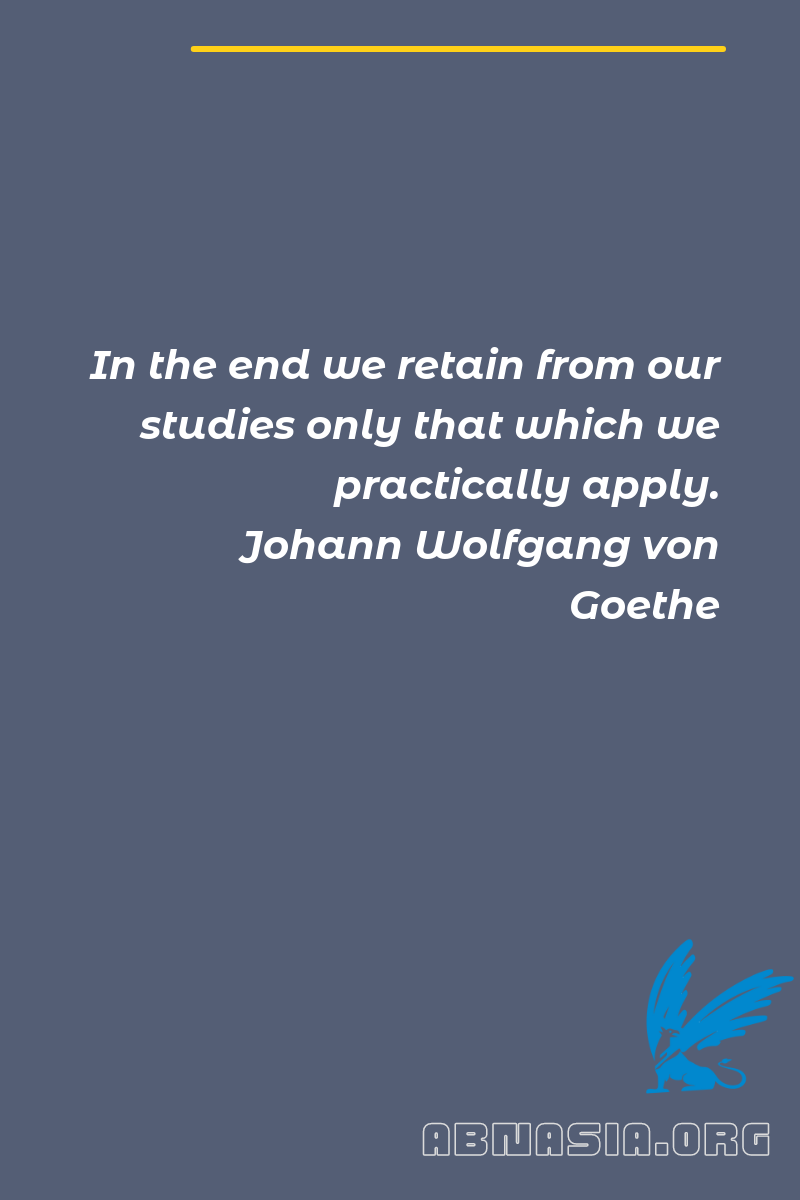 In the end we retain from our
studies only that which we
practically apply.
Johann Wolfgang von
Goethe
ABNASIA.ORG